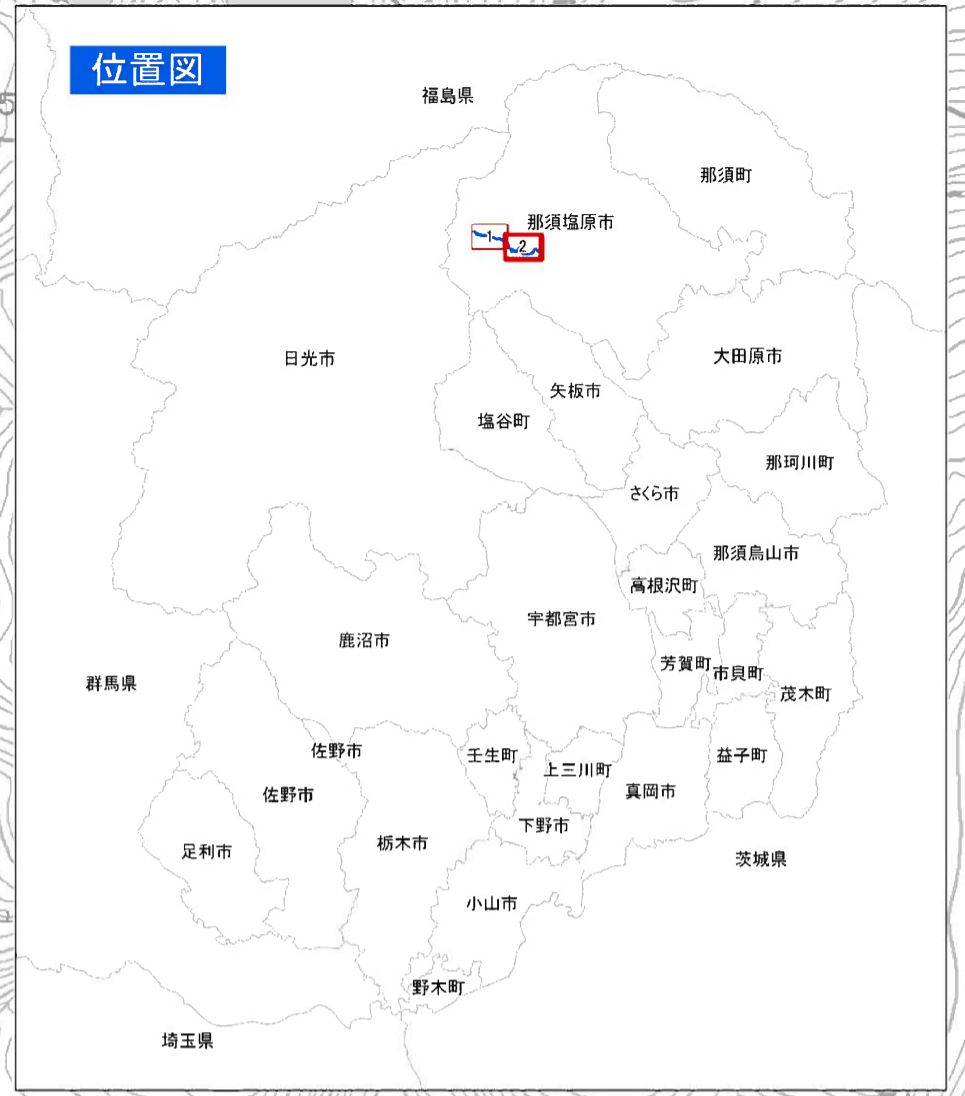 位置図
福島県
那須町
那須塩原市
1
2
日光市
大田原市
矢板市
塩谷町
那珂川町
さくら市
那須烏山市
高根沢町
宇都宮市
鹿沼市
芳賀町
市貝町
群馬県
茂木町
佐野市
壬生町
上三川町
益子町
真岡市
佐野市
下野市
栃木市
足利市
茨城県
小山市
野木町
埼玉県